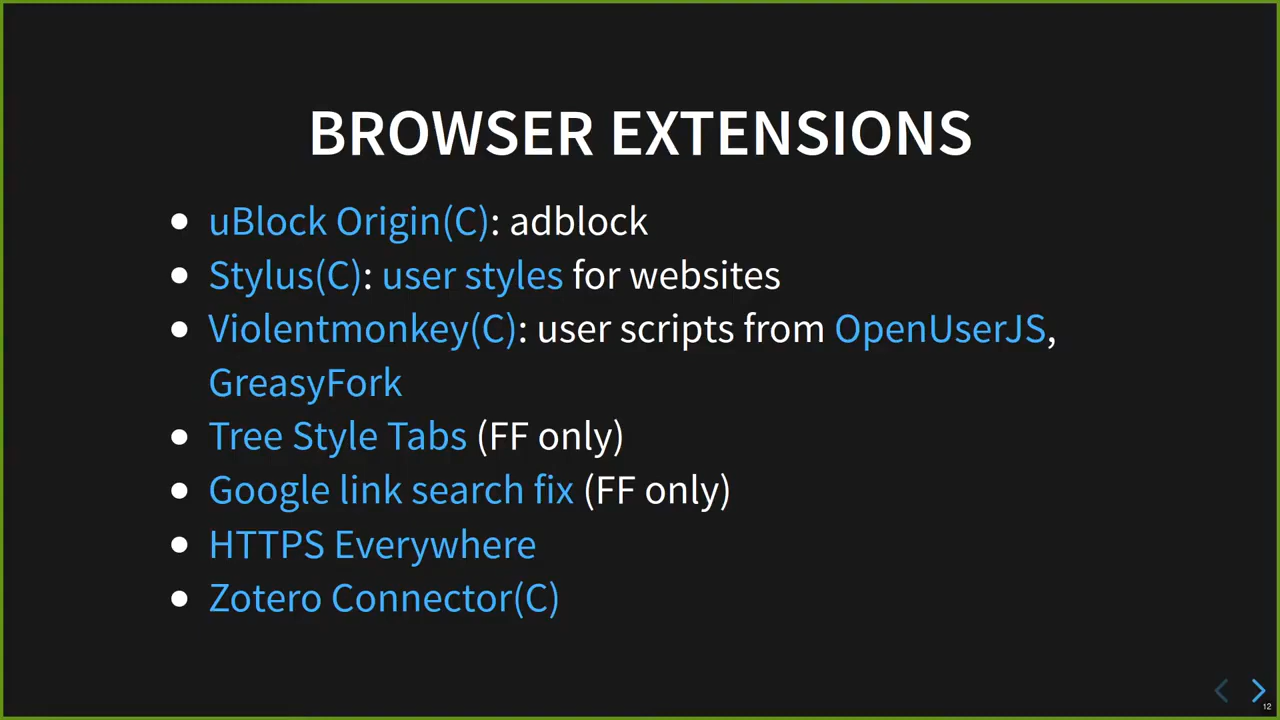 BROWSER EXTENSIONS
uBlock Origin(C): adblock
Stylus(C): user styles for websites
Violentmonkey(C): user scripts from OpenUserJS,
GreasyFork
Tree Style Tabs (FF only)
Google link search fix (FF only)
HTTPS Everywhere
Zotero Connector(C)
12